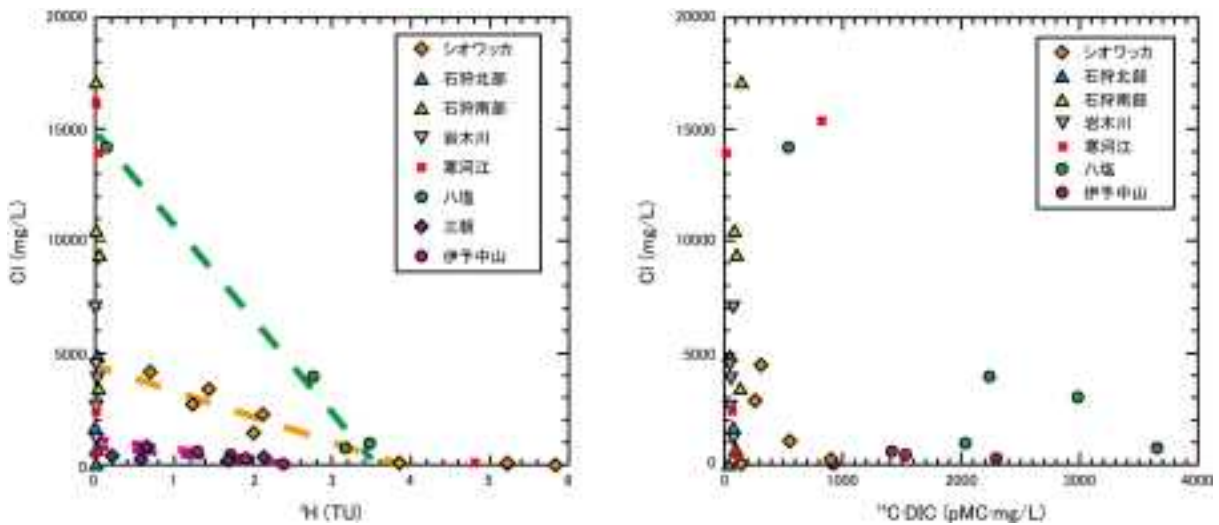 20000
15000
10000
5000
0
Cl (mg/L)
シオワッカ
石狩北部
石狩南部
岩木川
寒河江
八塩
三朝
伊予中山
0 1 2 3 4 5 6
³H (TU)
20000
15000
10000
5000
0
Cl (mg/L)
シオワッカ
石狩北部
石狩南部
岩木川
寒河江
八塩
伊予中山
0 1000 2000 3000 4000
¹⁴C·DIC (pMC·mg/L)